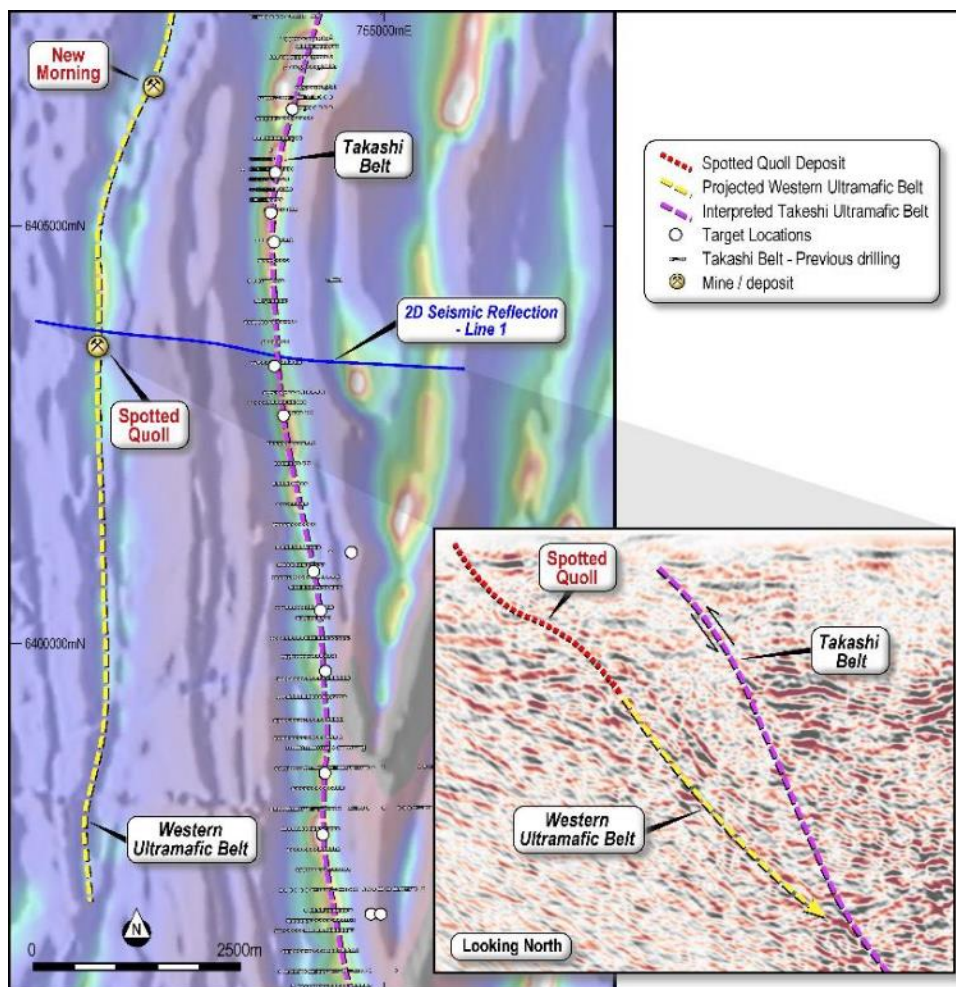 765000mE
New
Morning
Takashi
Belt
6405000mN
2D Seismic Reflection
- Line 1
Spotted
Quoll
6400000mN
Western
Ultramafic Belt
N
0
2500m
Spotted Quoll Deposit
Projected Western Ultramafic Belt
Interpreted Takeshi Ultramafic Belt
Target Locations
Takashi Belt - Previous drilling
Mine / deposit
Spotted
Quoll
Takashi
Belt
Western
Ultramafic Belt
Looking North